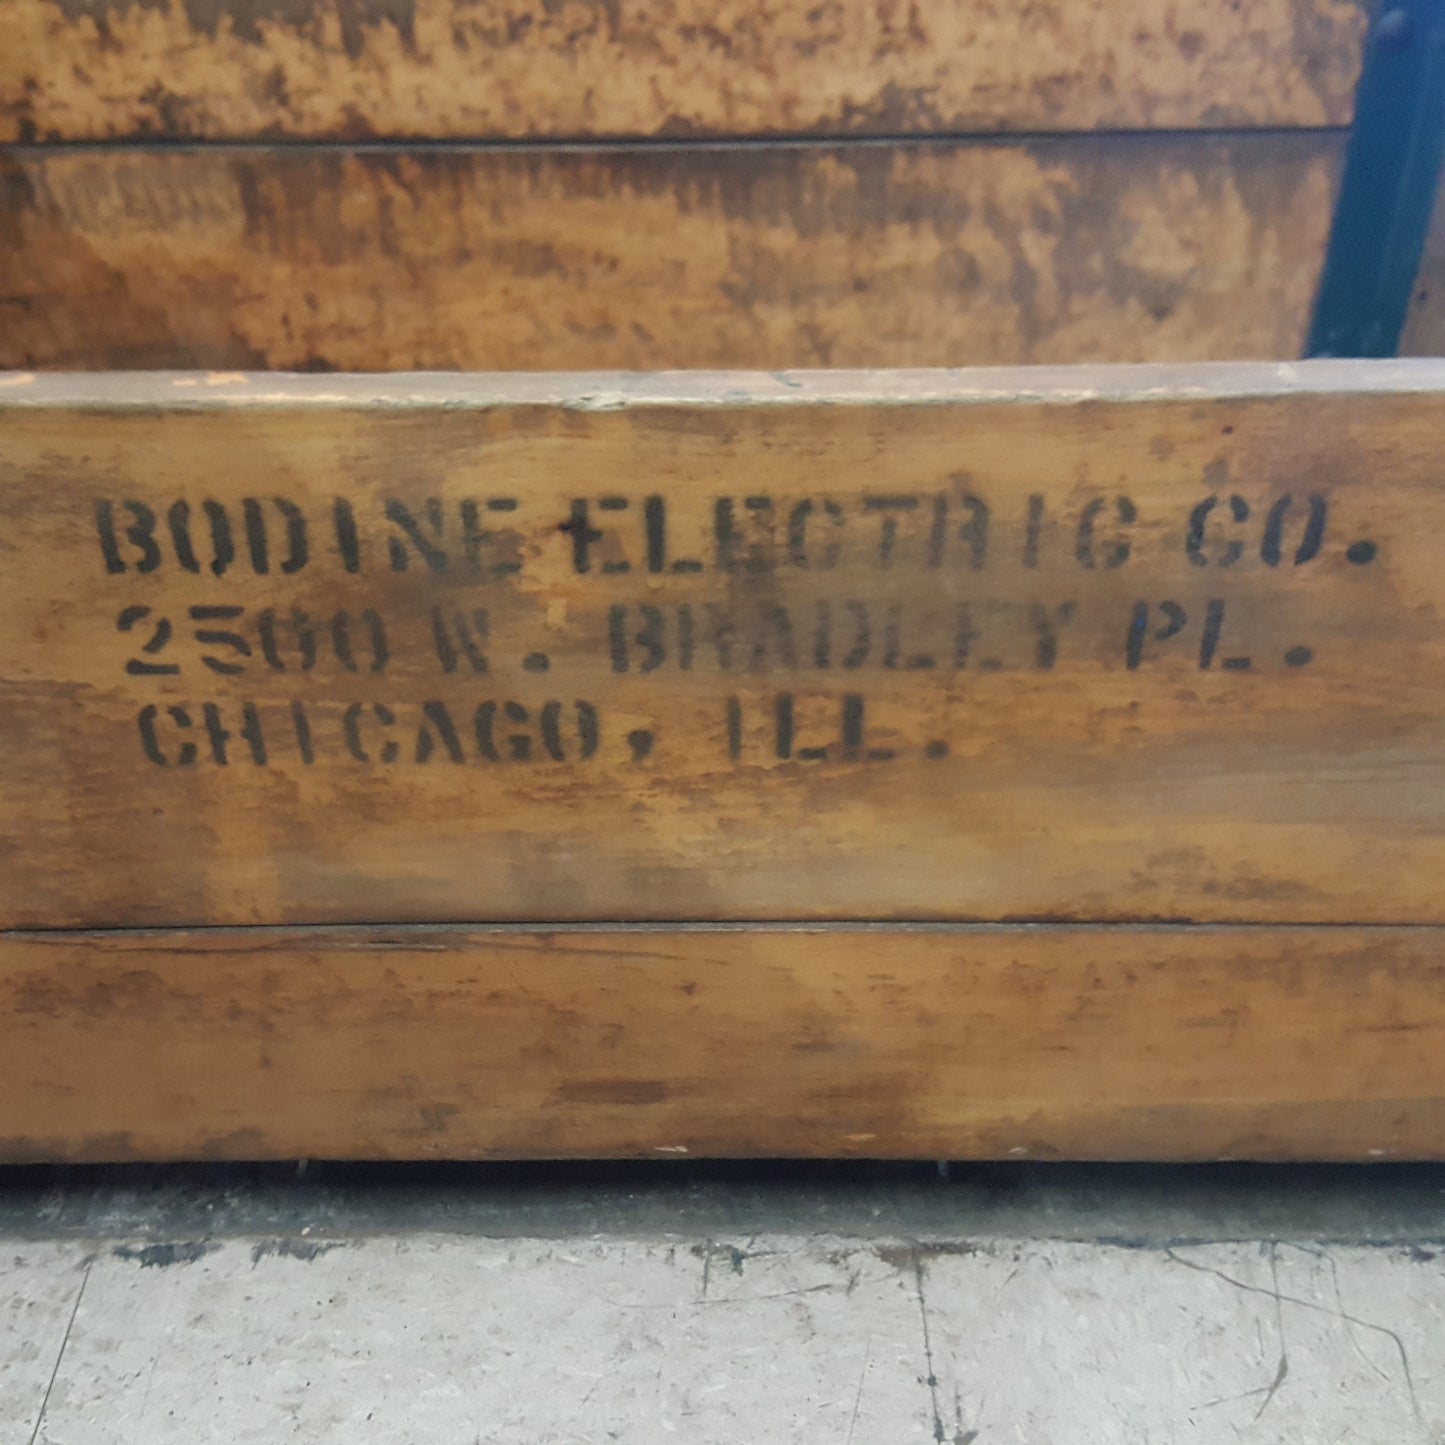 BODINE ELECTRIC CO.
2500 W. BRADLEY PL.
CHICAGO, ILL.